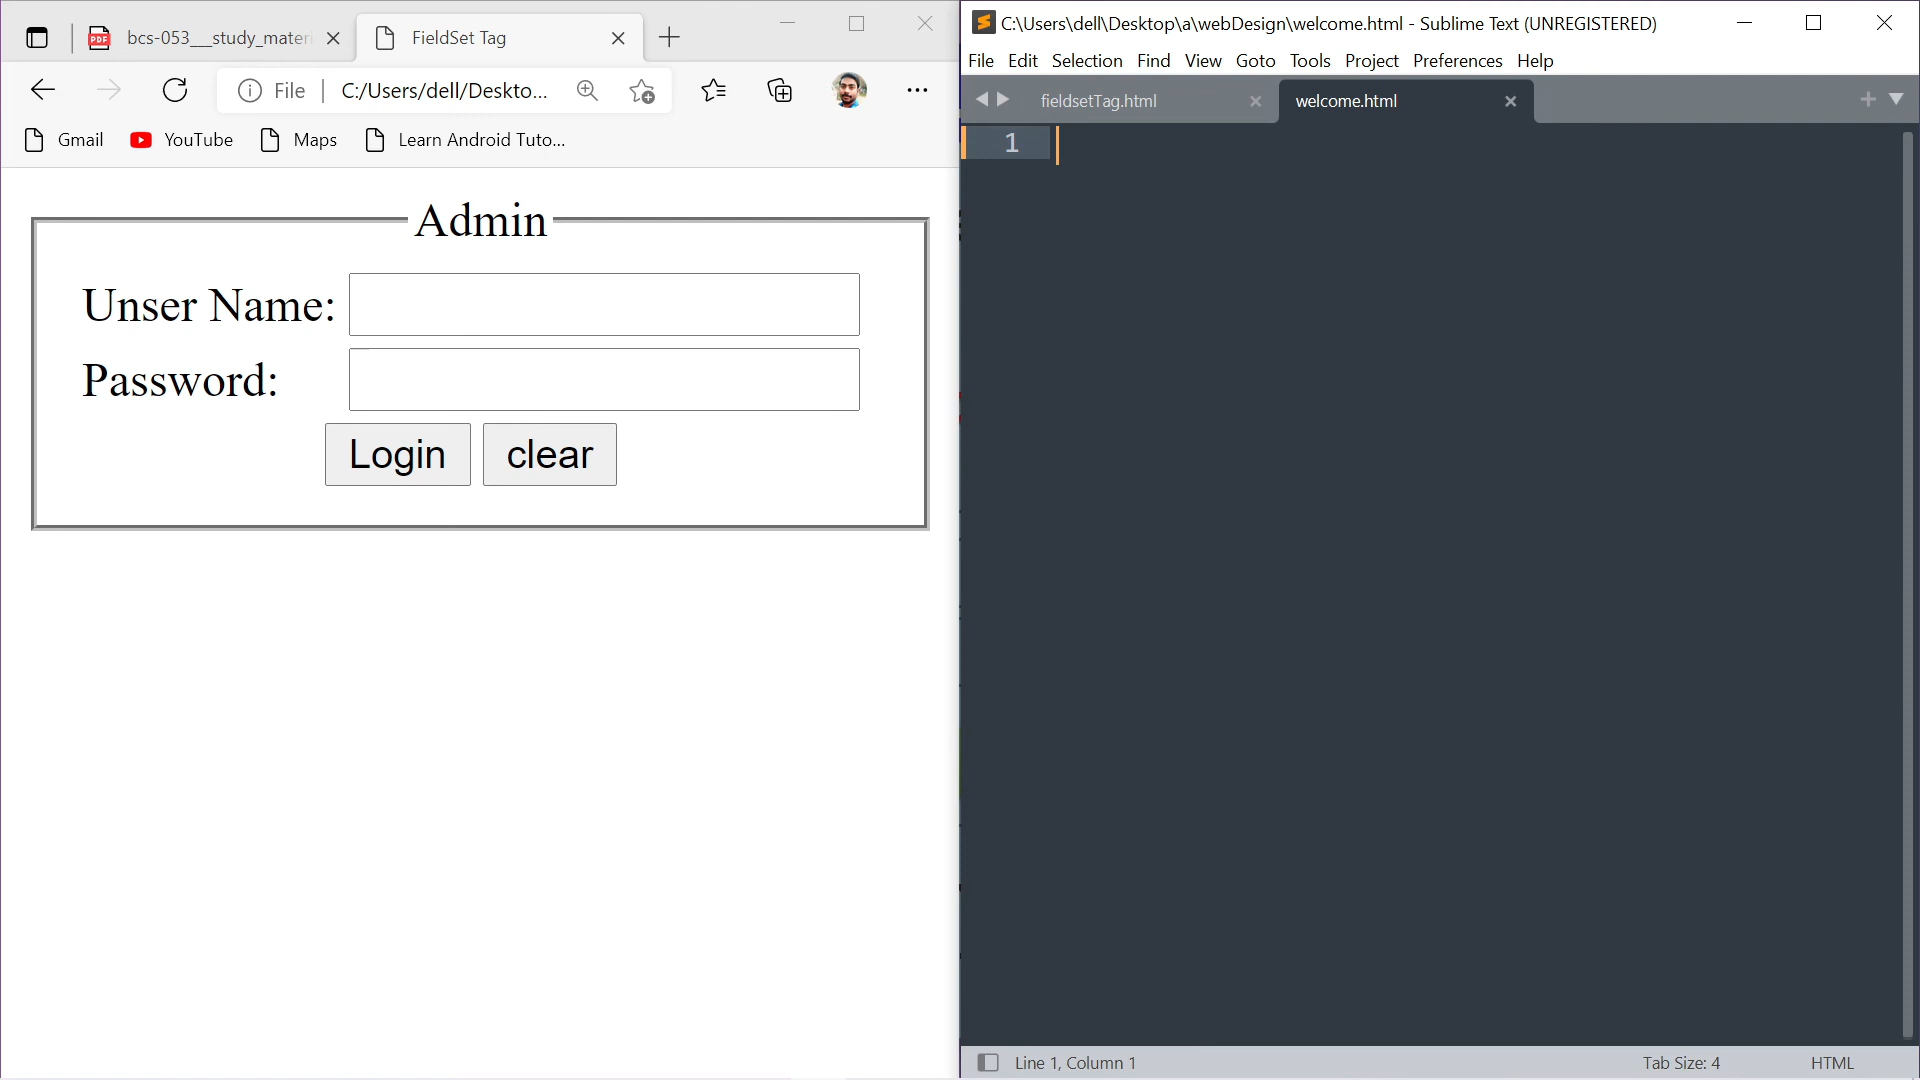 bcs-053__study_materi
FieldSet Tag
File
C:/Users/dell/Deskto...
Gmail
YouTube
Maps
Learn Android Tuto...
Admin
Unser Name:
Password:
Login
clear
C:\Users\dell\Desktop\a\webDesign\welcome.html - Sublime Text (UNREGISTERED)
File Edit Selection Find View Goto Tools Project Preferences Help
fieldsetTag.html
welcome.html
1
Line 1, Column 1
Tab Size: 4
HTML